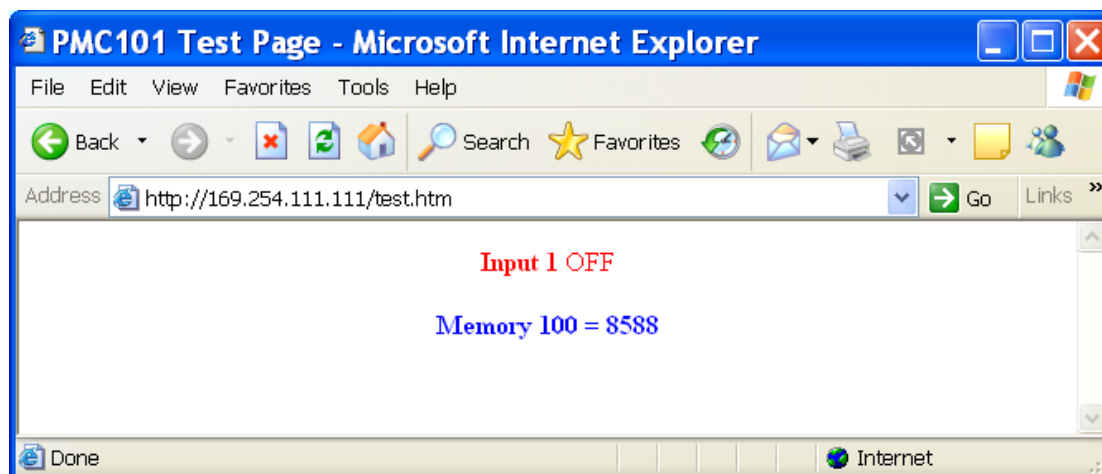 PMC101 Test Page - Microsoft Internet Explorer
File Edit View Favorites Tools Help
Back Search Favorites
Address http://169.254.111.111/test.htm Go Links »
Input 1 OFF
Memory 100 = 8588
Done Internet